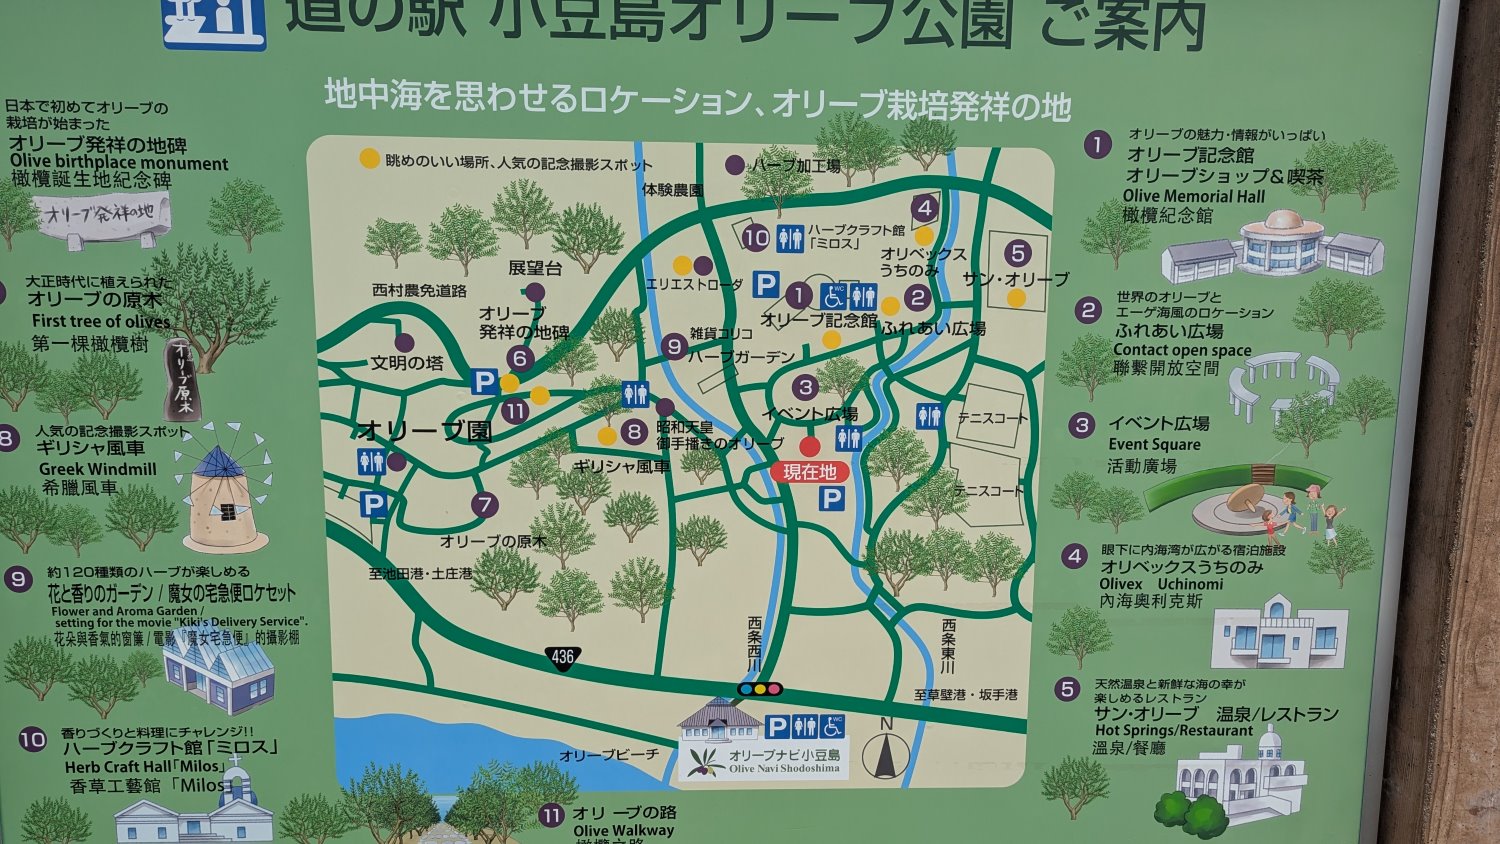 道の駅 小豆島オリーブ公園 ご案内
地中海を思わせるロケーション、オリーブ栽培発祥の地
日本で初めてオリーブの
栽培が始まった
オリーブ発祥の地碑
Olive birthplace monument
橄欖誕生地紀念碑
オリーブ発祥の地
大正時代に植えられた
オリーブの原木
First tree of olives
第一棵橄欖樹
オリーブ原木
8 人気の記念撮影スポット
ギリシャ風車
Greek Windmill
希臘風車
9 約120種類のハーブが楽しめる
花と香りのガーデン / 魔女の宅急便ロケセット
Flower and Aroma Garden /
setting for the movie "Kiki's Delivery Service".
花朵與香氣的窗簾 / 電影『魔女宅急便』的攝影棚
10 香りづくりと料理にチャレンジ!!
ハーブクラフト館「ミロス」
Herb Craft Hall「Milos」
香草工藝館「Milos」
眺めのいい場所、人気の記念撮影スポット
ハーブ加工場
体験農園
4
10
ハーブクラフト館
「ミロス」
オリベックス
うちのみ
5
サン・オリーブ
展望台
西村農免道路
エリエストローダ
P
1
WC
2
オリーブ記念館
ふれあい広場
オリーブ
発祥の地碑
文明の塔
6
9
雑貨コリコ
ハーブガーデン
P
11
3
イベント広場
テニスコート
オリーブ園
8
昭和天皇
御手播きのオリーブ
ギリシャ風車
現在地
P
テニスコート
P
7
オリーブの原木
至池田港・土庄港
436
西条西川
西条東川
至草壁港・坂手港
P
WC
N
オリーブビーチ
オリーブナビ小豆島
Olive Navi Shodoshima
11 オリーブの路
Olive Walkway
1 オリーブの魅力・情報がいっぱい
オリーブ記念館
オリーブショップ&喫茶
Olive Memorial Hall
橄欖紀念館
2 世界のオリーブと
エーゲ海風のロケーション
ふれあい広場
Contact open space
聯繫開放空間
3 イベント広場
Event Square
活動廣場
4 眼下に内海湾が広がる宿泊施設
オリベックスうちのみ
Olivex Uchinomi
內海奧利克斯
5 天然温泉と新鮮な海の幸が
楽しめるレストラン
サン・オリーブ 温泉/レストラン
Hot Springs/Restaurant
溫泉/餐廳